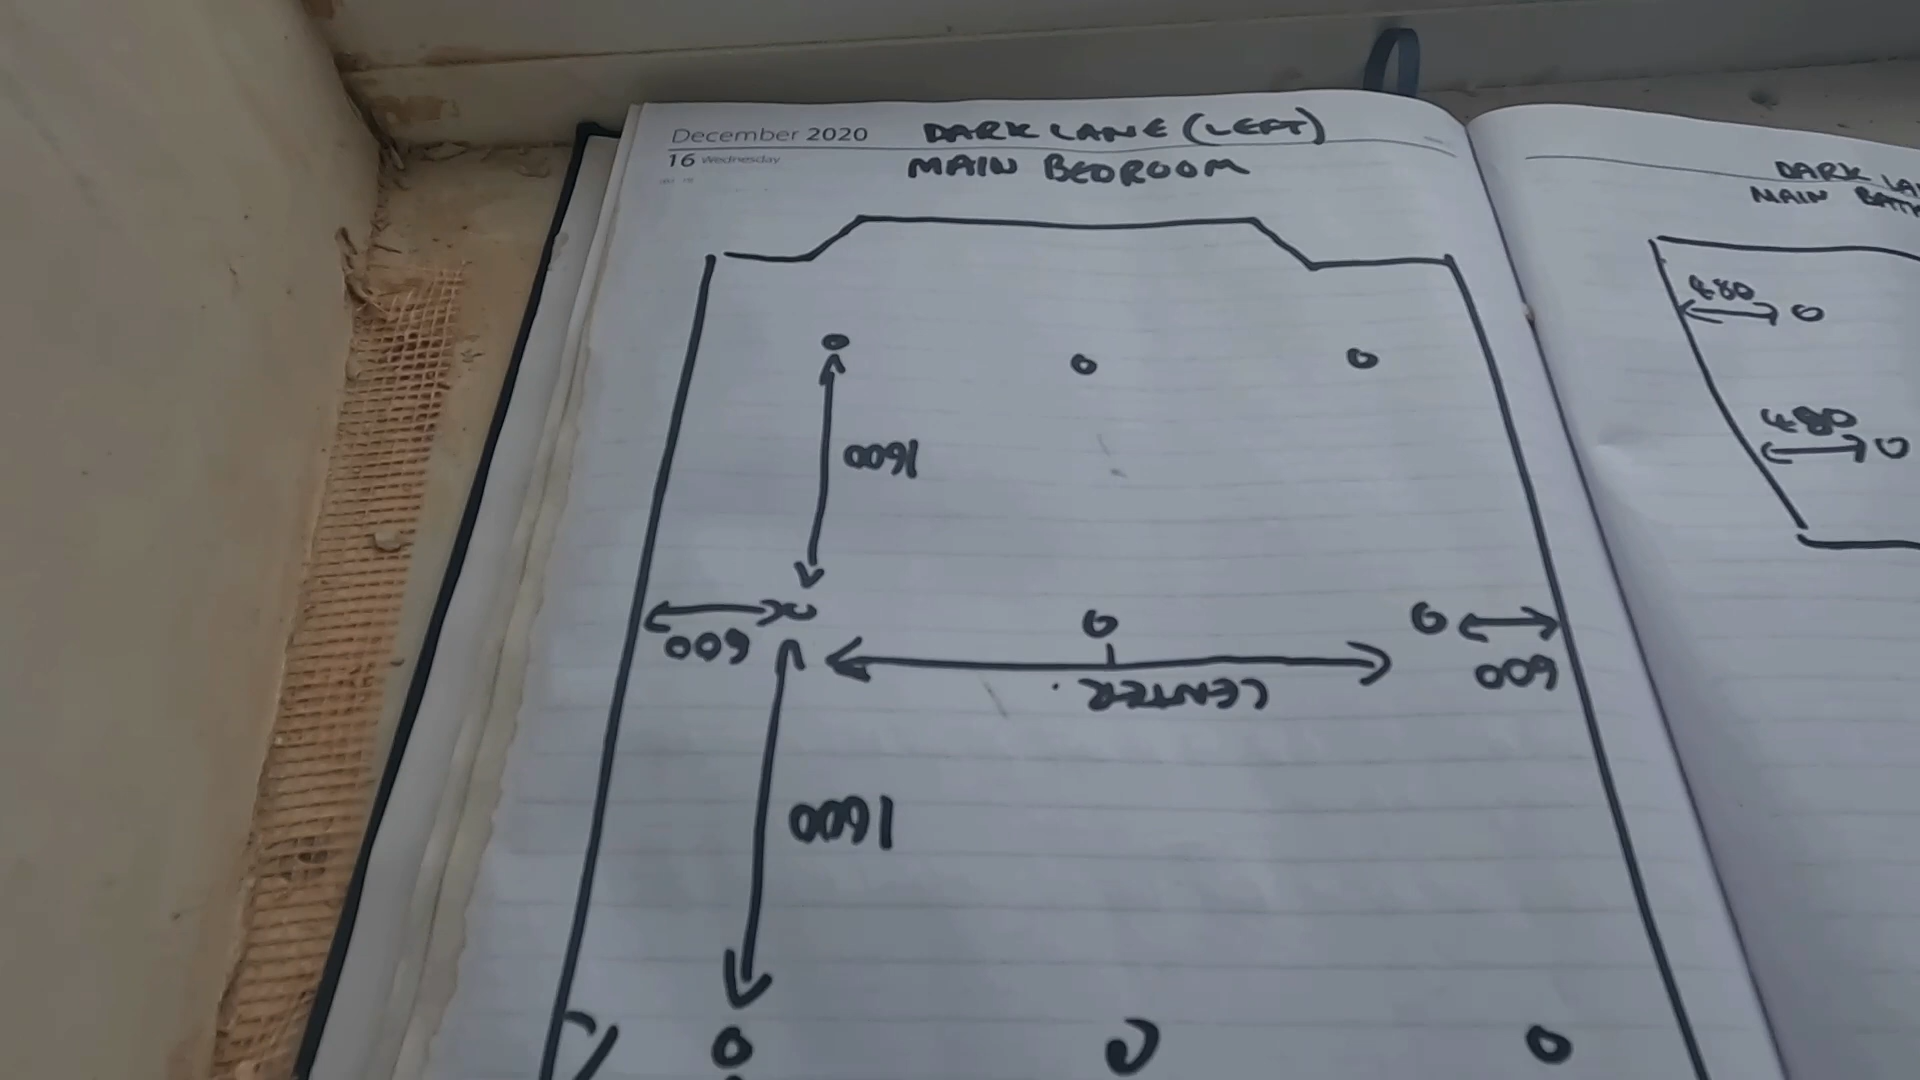 December 2020
16 Wednesday
DARK LANE (LEFT)
MAIN BEDROOM
1600
600
CENTER
600
1600
DARK LA
MAIN BATH
480
480